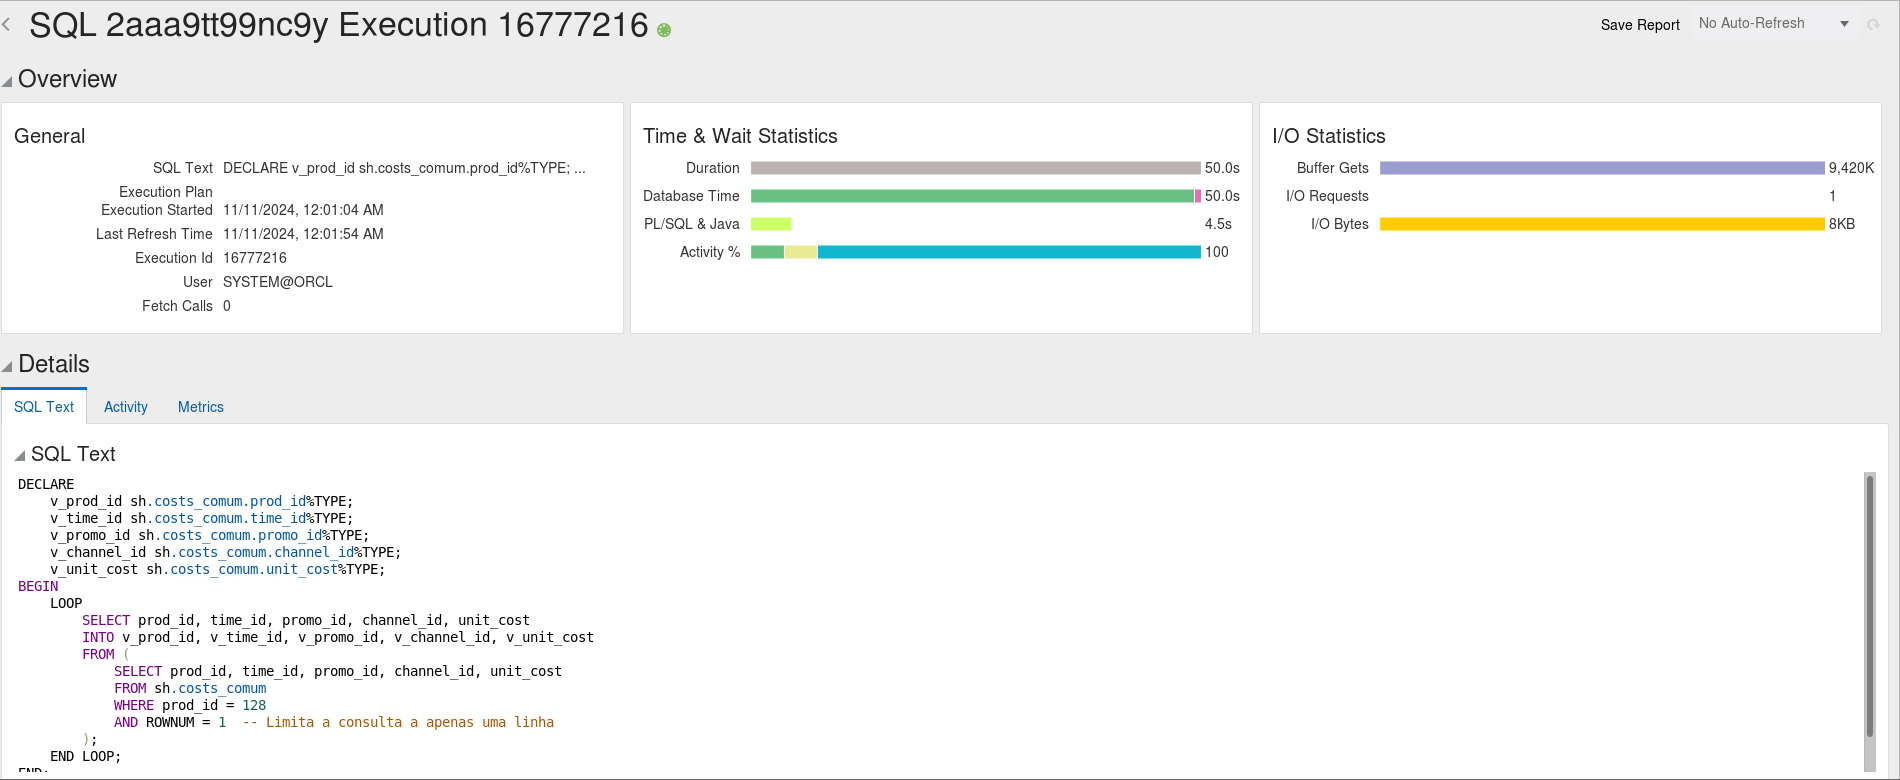 SQL 2aaa9tt99nc9y Execution 16777216
Save Report
No Auto-Refresh
Overview
General
SQL Text DECLARE v_prod_id sh.costs_comum.prod_id%TYPE; ...
Execution Plan
Execution Started 11/11/2024, 12:01:04 AM
Last Refresh Time 11/11/2024, 12:01:54 AM
Execution Id 16777216
User SYSTEM@ORCL
Fetch Calls 0
Time & Wait Statistics
Duration 50.0s
Database Time 50.0s
PL/SQL & Java 4.5s
Activity % 100
I/O Statistics
Buffer Gets 9,420K
I/O Requests 1
I/O Bytes 8KB
Details
SQL Text Activity Metrics
SQL Text
DECLARE
    v_prod_id sh.costs_comum.prod_id%TYPE;
    v_time_id sh.costs_comum.time_id%TYPE;
    v_promo_id sh.costs_comum.promo_id%TYPE;
    v_channel_id sh.costs_comum.channel_id%TYPE;
    v_unit_cost sh.costs_comum.unit_cost%TYPE;
BEGIN
    LOOP
        SELECT prod_id, time_id, promo_id, channel_id, unit_cost
        INTO v_prod_id, v_time_id, v_promo_id, v_channel_id, v_unit_cost
        FROM (
            SELECT prod_id, time_id, promo_id, channel_id, unit_cost
            FROM sh.costs_comum
            WHERE prod_id = 128
            AND ROWNUM = 1  -- Limita a consulta a apenas uma linha
        );
    END LOOP;
END;